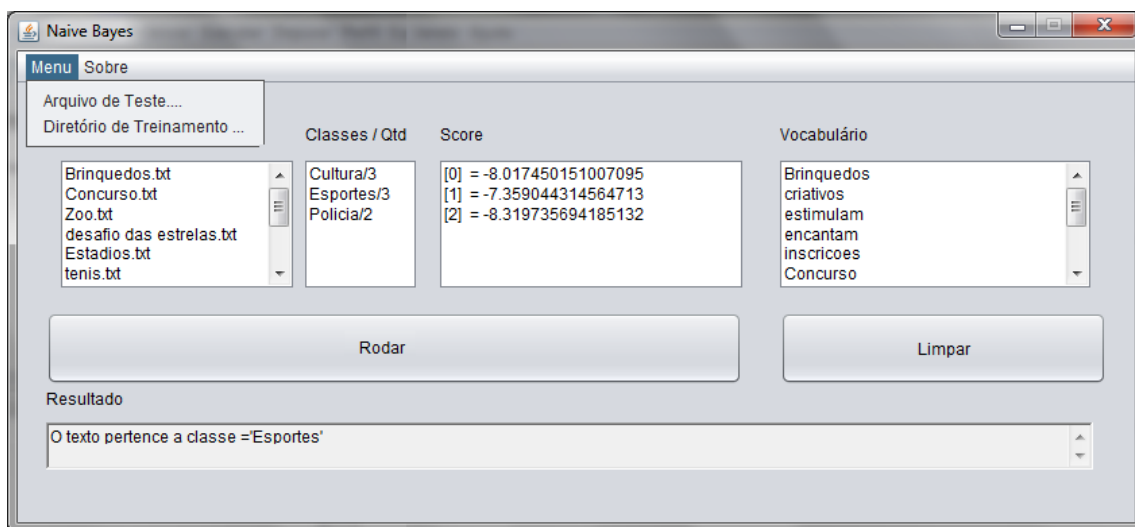 Naive Bayes
Menu Sobre
Arquivo de Teste....
Diretório de Treinamento ...
Classes / Qtd
Score
Vocabulário
Brinquedos.txt
Concurso.txt
Zoo.txt
desafio das estrelas.txt
Estadios.txt
tenis.txt
Cultura/3
Esportes/3
Policia/2
[0] = -8.017450151007095
[1] = -7.359044314564713
[2] = -8.319735694185132
Brinquedos
criativos
estimulam
encantam
inscricoes
Concurso
Rodar
Limpar
Resultado
O texto pertence a classe ='Esportes'